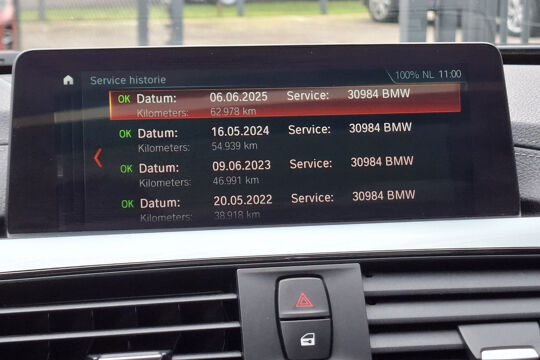 Service historie
100% NL 11:00
OK Datum: 06.06.2025 Service: 30984 BMW
Kilometers: 62.978 km
OK Datum: 16.05.2024 Service: 30984 BMW
Kilometers: 54.939 km
OK Datum: 09.06.2023 Service: 30984 BMW
Kilometers: 46.991 km
OK Datum: 20.05.2022 Service: 30984 BMW
Kilometers: 38.918 km